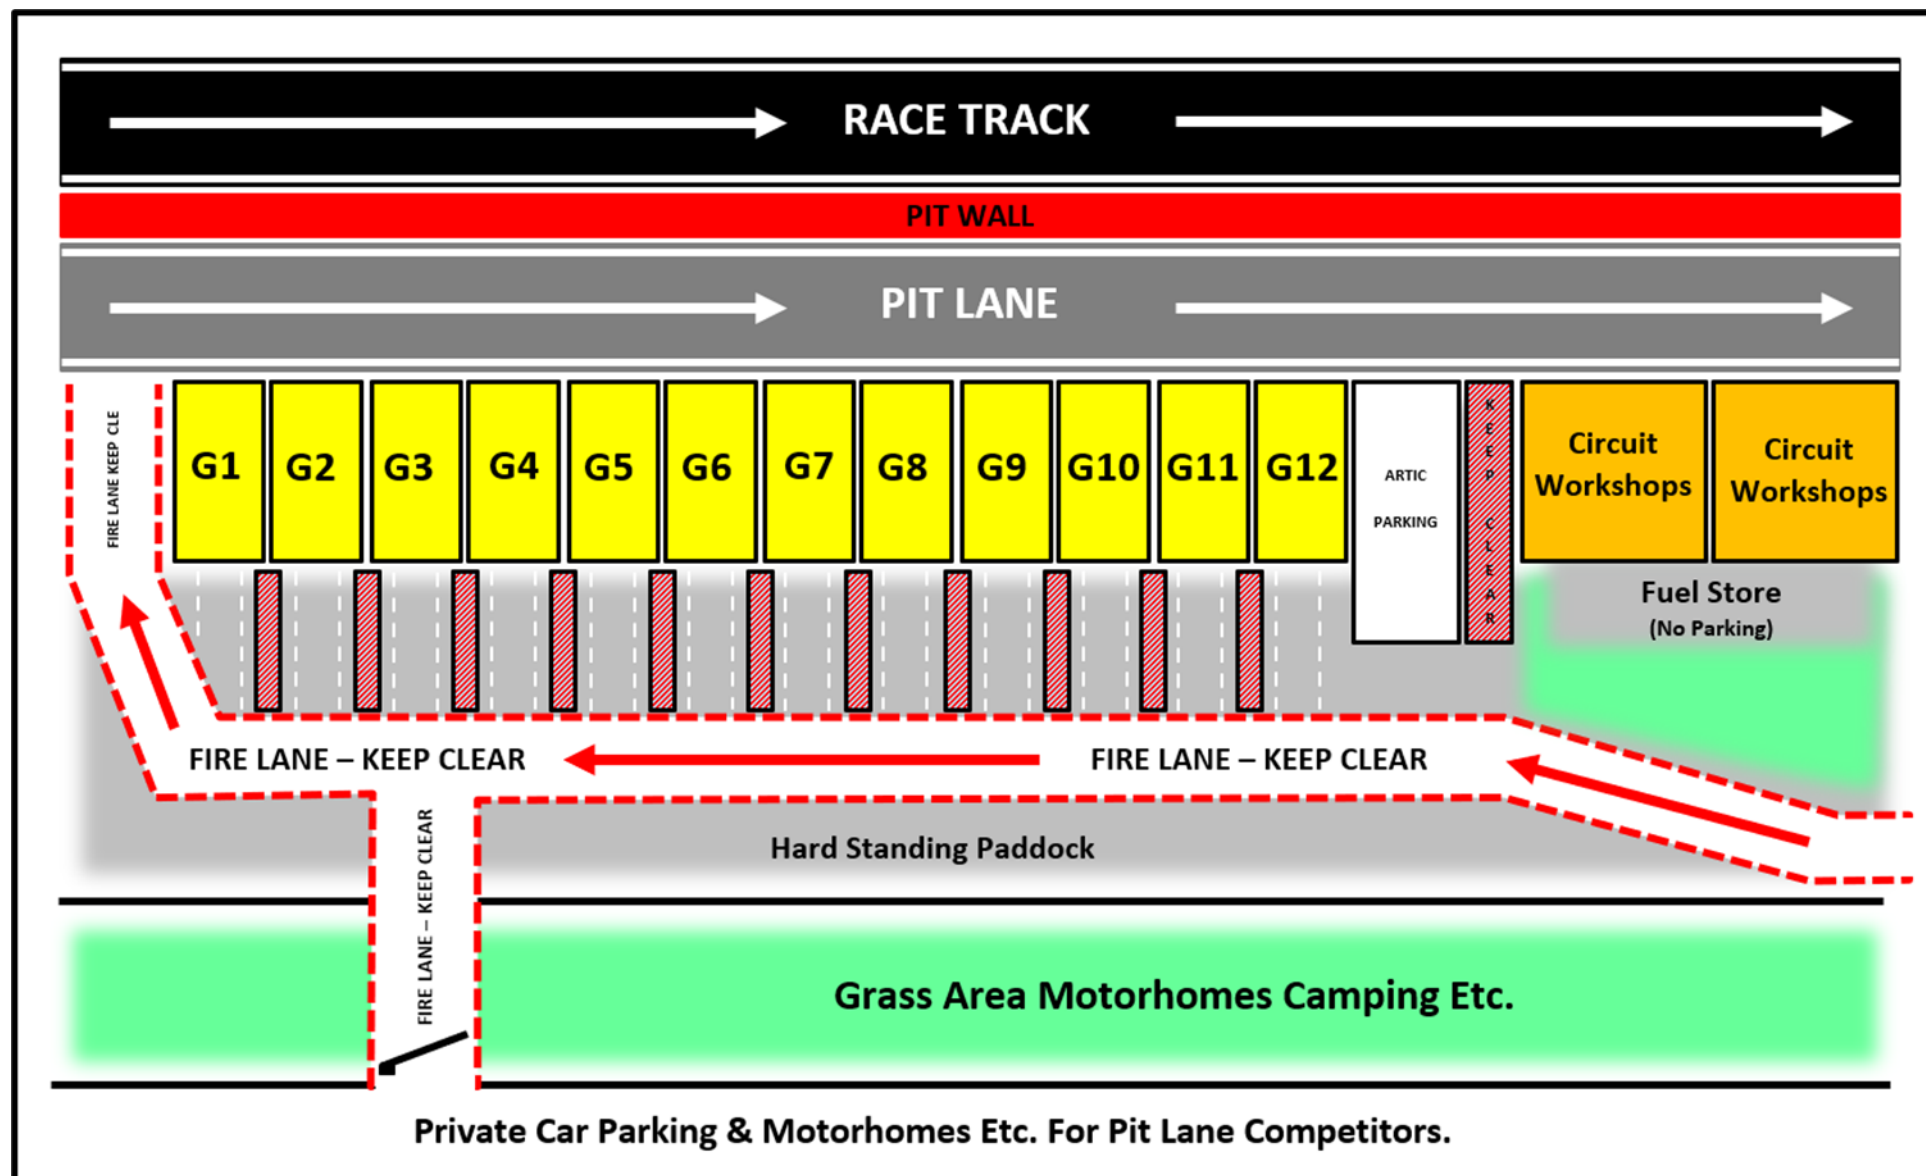 RACE TRACK
PIT WALL
PIT LANE
FIRE LANE KEEP CLE
G1 G2 G3 G4 G5 G6 G7 G8 G9 G10 G11 G12
ARTIC
PARKING
KEEP CLEAR
Circuit
Workshops
Circuit
Workshops
Fuel Store
(No Parking)
FIRE LANE – KEEP CLEAR
FIRE LANE – KEEP CLEAR
FIRE LANE – KEEP CLEAR
Hard Standing Paddock
Grass Area Motorhomes Camping Etc.
Private Car Parking & Motorhomes Etc. For Pit Lane Competitors.